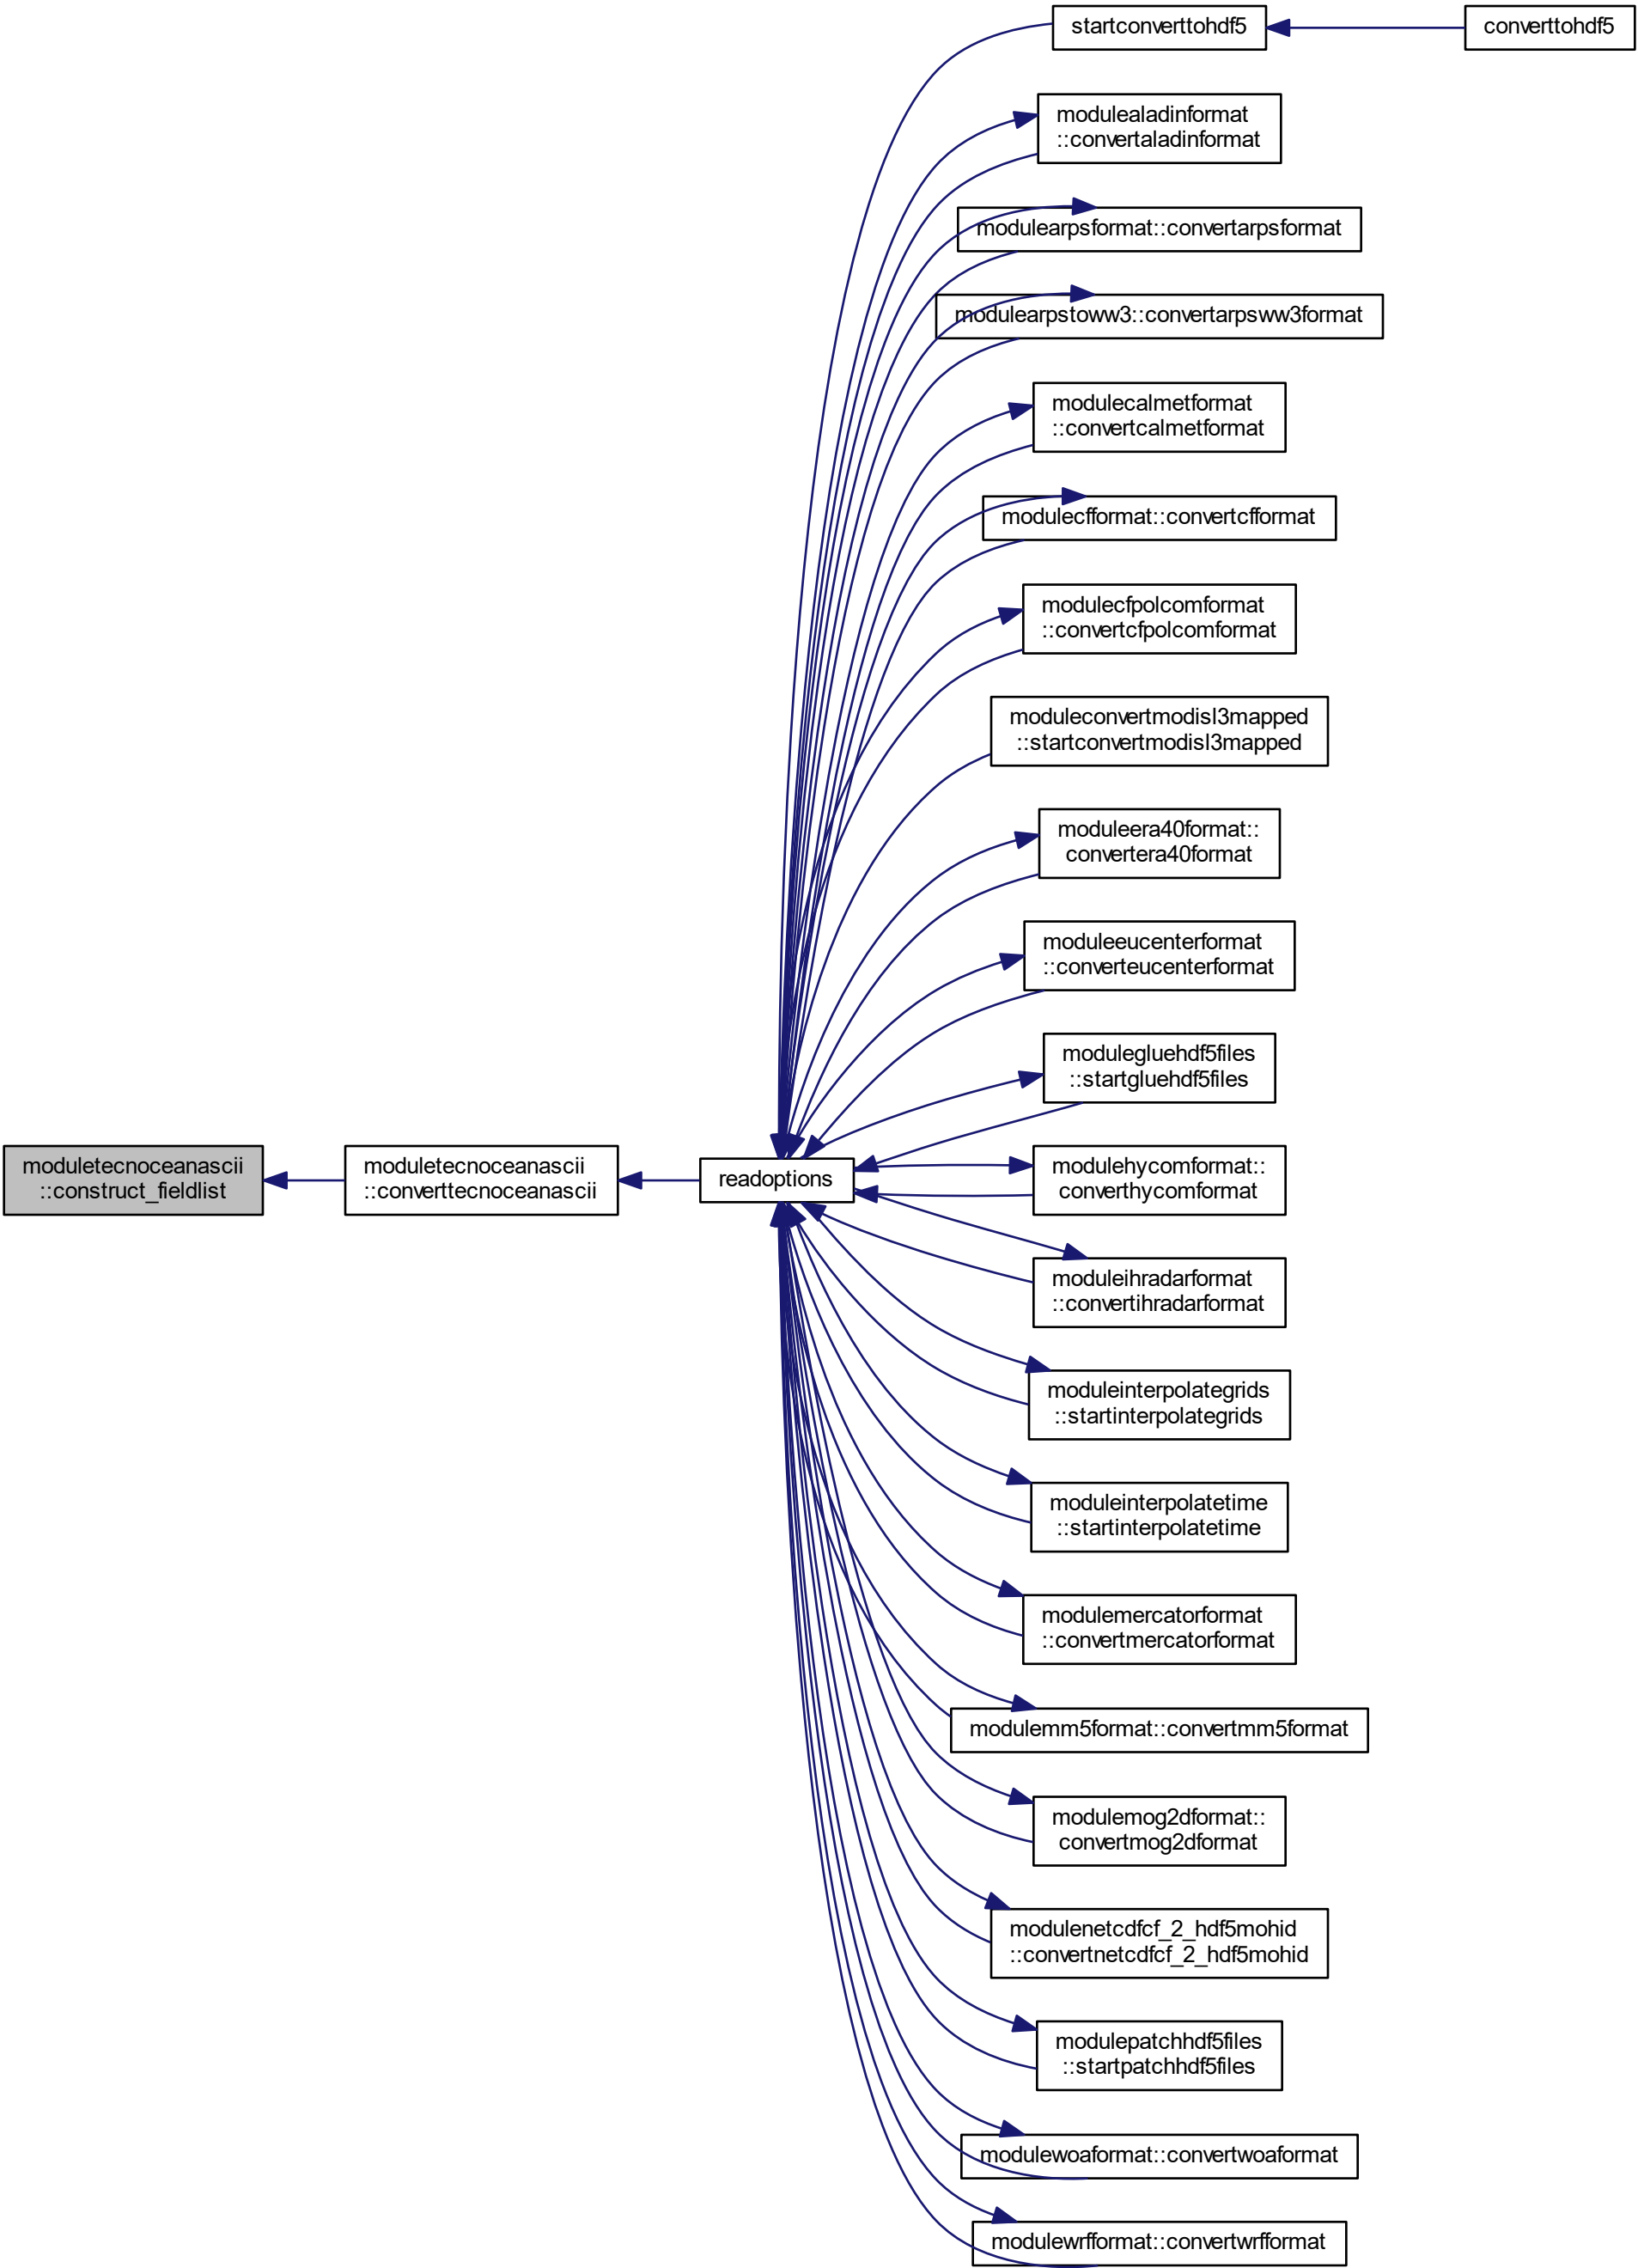 startconverttohdf5
converttohdf5
modulealadinformat
::convertaladinformat
modulearpsformat::convertarpsformat
modulearpstoww3::convertarpsww3format
modulecalmetformat
::convertcalmetformat
modulecfformat::convertcfformat
modulecfpolcomformat
::convertcfpolcomformat
moduleconvertmodisl3mapped
::startconvertmodisl3mapped
moduleera40format::
convertera40format
moduleeucenterformat
::converteucenterformat
modulegluehdf5files
::startgluehdf5files
moduletecnoceanascii
::construct_fieldlist
moduletecnoceanascii
::converttecnoceanascii
readoptions
modulehycomformat::
converthycomformat
moduleihradarformat
::convertihradarformat
moduleinterpolategrids
::startinterpolategrids
moduleinterpolatetime
::startinterpolatetime
modulemercatorformat
::convertmercatorformat
modulemm5format::convertmm5format
modulemog2dformat::
convertmog2dformat
modulenetcdfcf_2_hdf5mohid
::convertnetcdfcf_2_hdf5mohid
modulepatchhdf5files
::startpatchhdf5files
modulewoaformat::convertwoaformat
modulewrfformat::convertwrfformat